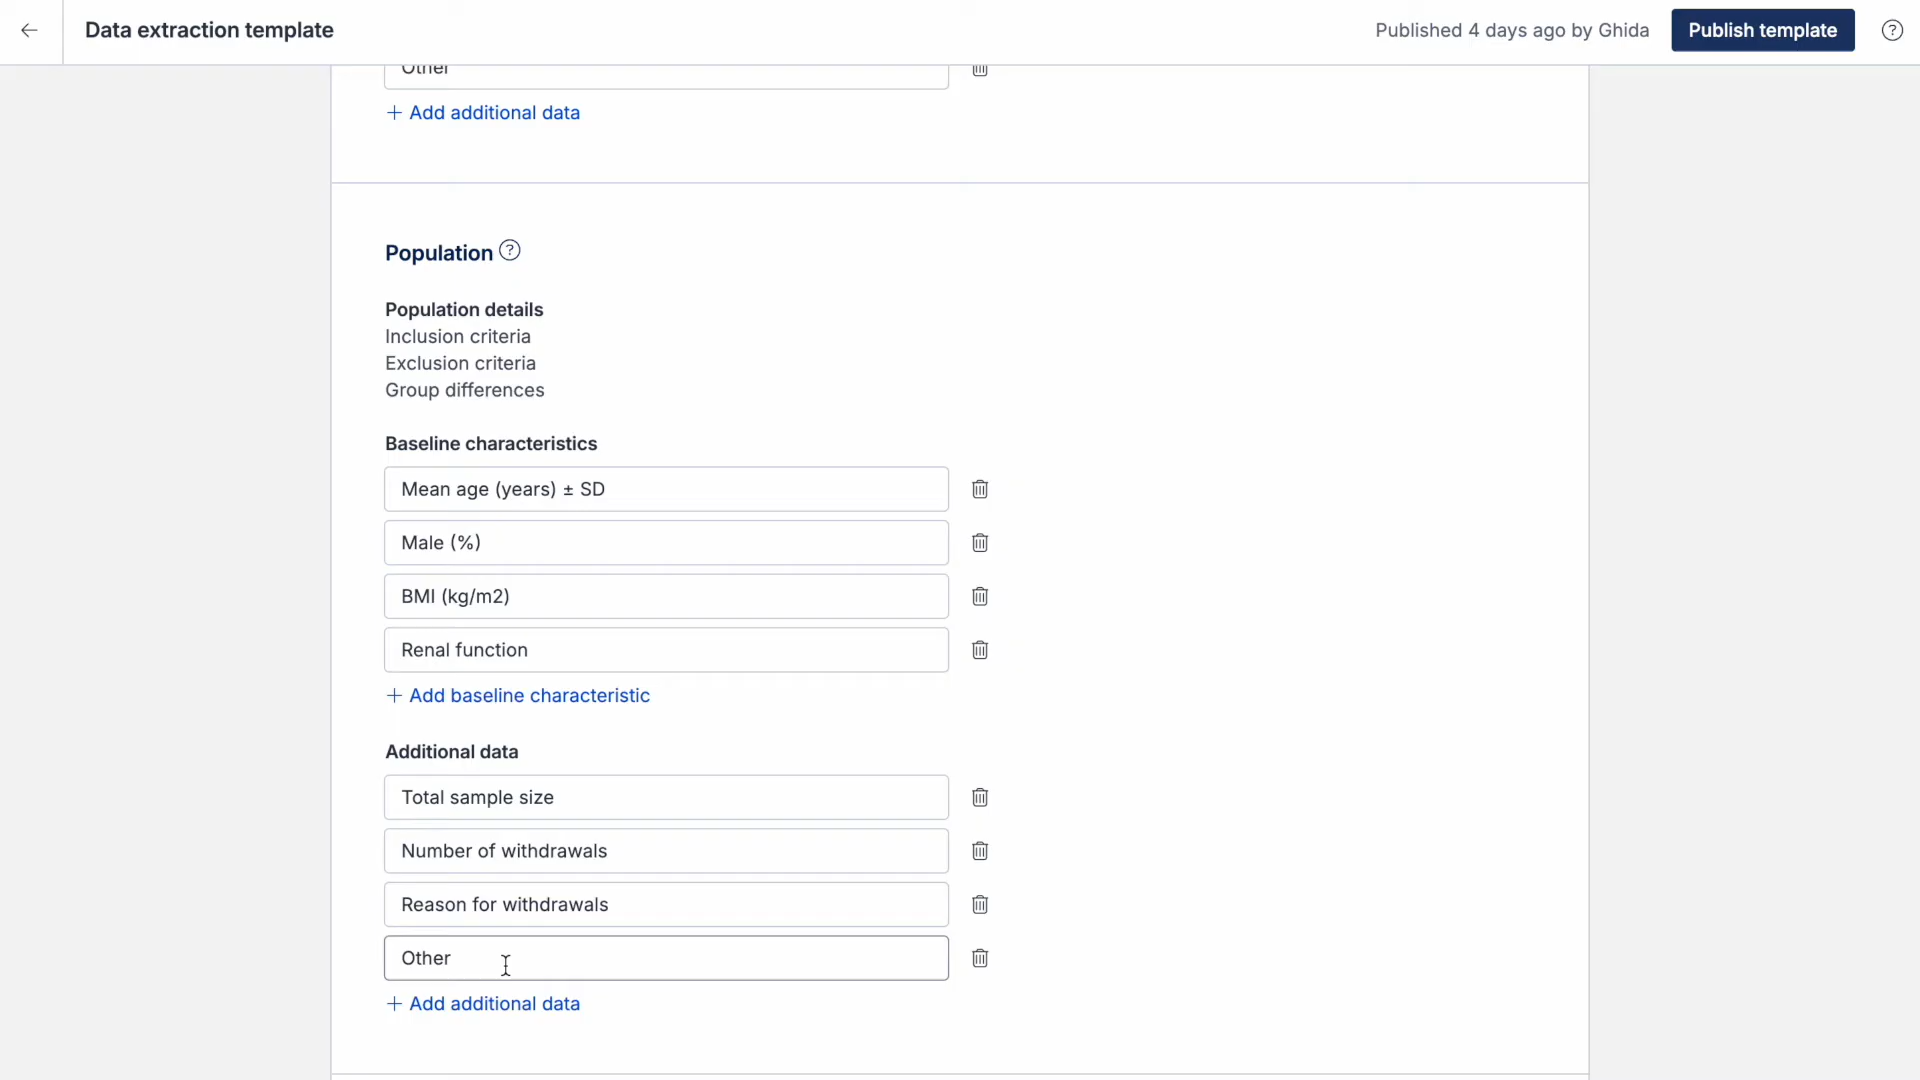 Data extraction template
Published 4 days ago by Ghida
Publish template
Other
Add additional data
Population
Population details
Inclusion criteria
Exclusion criteria
Group differences
Baseline characteristics
Mean age (years) ± SD
Male (%)
BMI (kg/m2)
Renal function
Add baseline characteristic
Additional data
Total sample size
Number of withdrawals
Reason for withdrawals
Other
Add additional data